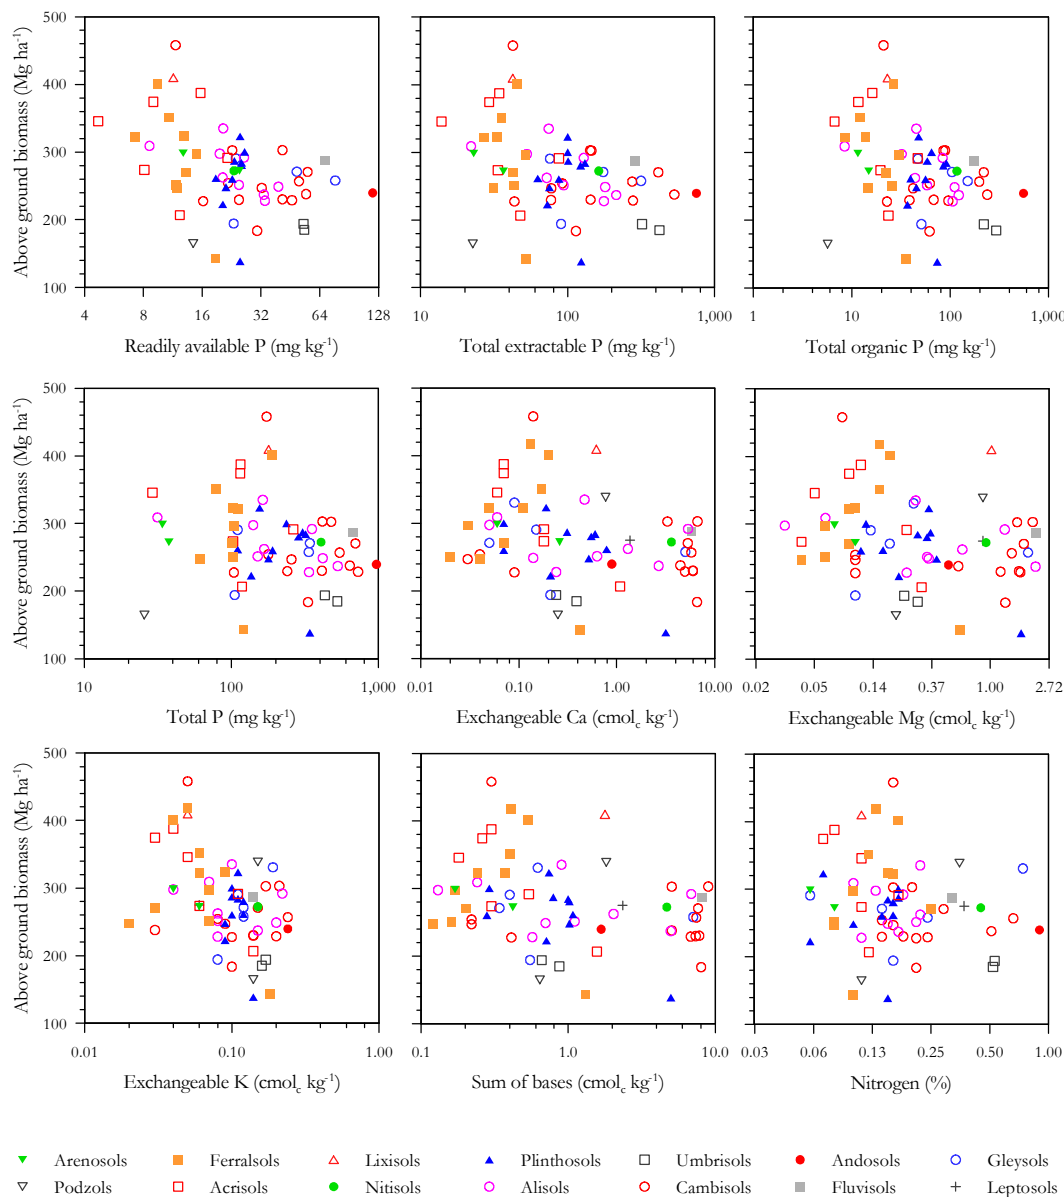 500
400
300
200
100
Above ground biomass (Mg ha-1)
4 8 16 32 64 128
Readily available P (mg kg-1)
10 100 1,000
Total extractable P (mg kg-1)
1 10 100 1,000
Total organic P (mg kg-1)
500
400
300
200
100
Above ground biomass (Mg ha-1)
10 100 1,000
Total P (mg kg-1)
0.01 0.10 1.00 10.00
Exchangeable Ca (cmolc kg-1)
0.02 0.05 0.14 0.37 1.00 2.72
Exchangeable Mg (cmolc kg-1)
500
400
300
200
100
Above ground biomass (Mg ha-1)
0.01 0.10 1.00
Exchangeable K (cmolc kg-1)
0.1 1.0 10.0
Sum of bases (cmolc kg-1)
0.03 0.06 0.13 0.25 0.50 1.00
Nitrogen (%)
Arenosols Ferralsols Lixisols Plinthosols Umbrisols Andosols Gleysols
Podzols Acrisols Nitisols Alisols Cambisols Fluvisols Leptosols